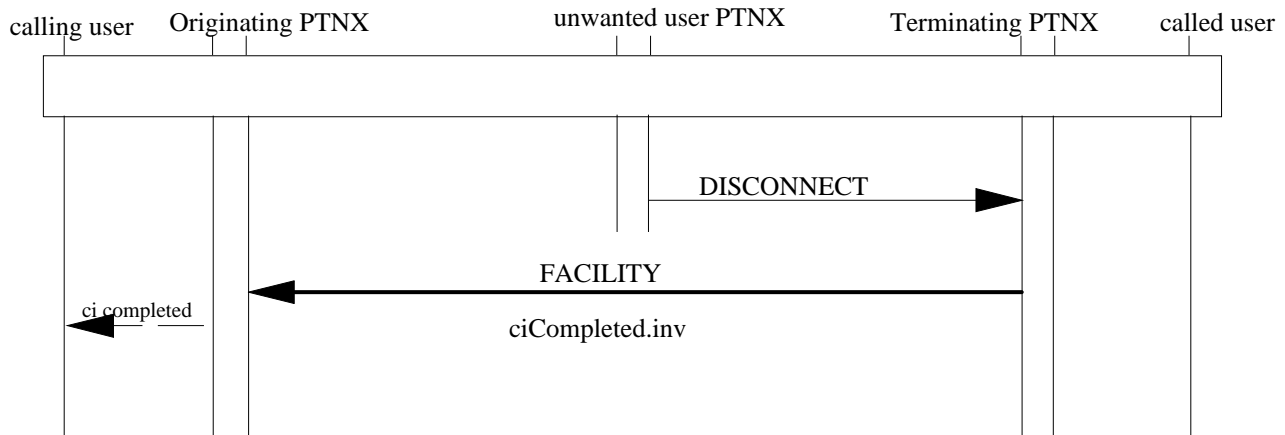 calling user
Originating PTNX
unwanted user PTNX
Terminating PTNX
called user
DISCONNECT
FACILITY
ci completed
ciCompleted.inv